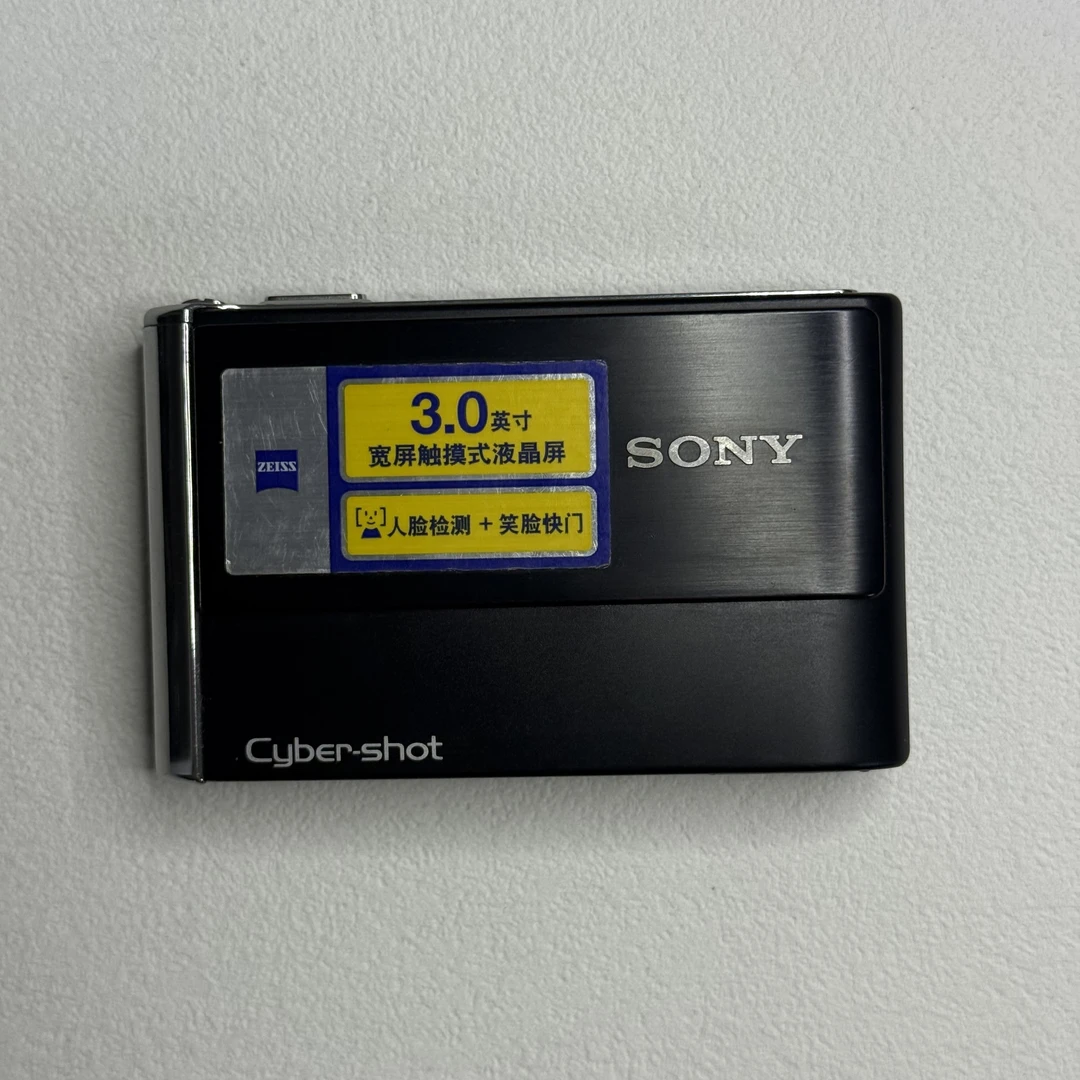 ZEISS
3.0英寸
宽屏触摸式液晶屏
人脸检测 + 笑脸快门
SONY
Cyber-shot